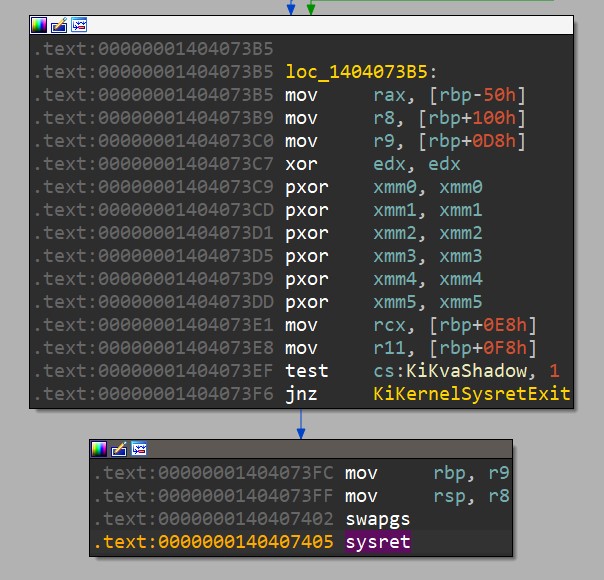 .text:00000001404073B5
.text:00000001404073B5 loc_1404073B5:
.text:00000001404073B5 mov rax, [rbp-50h]
.text:00000001404073B9 mov r8, [rbp+100h]
.text:00000001404073C0 mov r9, [rbp+0D8h]
.text:00000001404073C7 xor edx, edx
.text:00000001404073C9 pxor xmm0, xmm0
.text:00000001404073CD pxor xmm1, xmm1
.text:00000001404073D1 pxor xmm2, xmm2
.text:00000001404073D5 pxor xmm3, xmm3
.text:00000001404073D9 pxor xmm4, xmm4
.text:00000001404073DD pxor xmm5, xmm5
.text:00000001404073E1 mov rcx, [rbp+0E8h]
.text:00000001404073E8 mov r11, [rbp+0F8h]
.text:00000001404073EF test cs:KiKvaShadow, 1
.text:00000001404073F6 jnz KiKernelSysretExit
.text:00000001404073FC mov rbp, r9
.text:00000001404073FF mov rsp, r8
.text:0000000140407402 swapgs
.text:0000000140407405 sysret